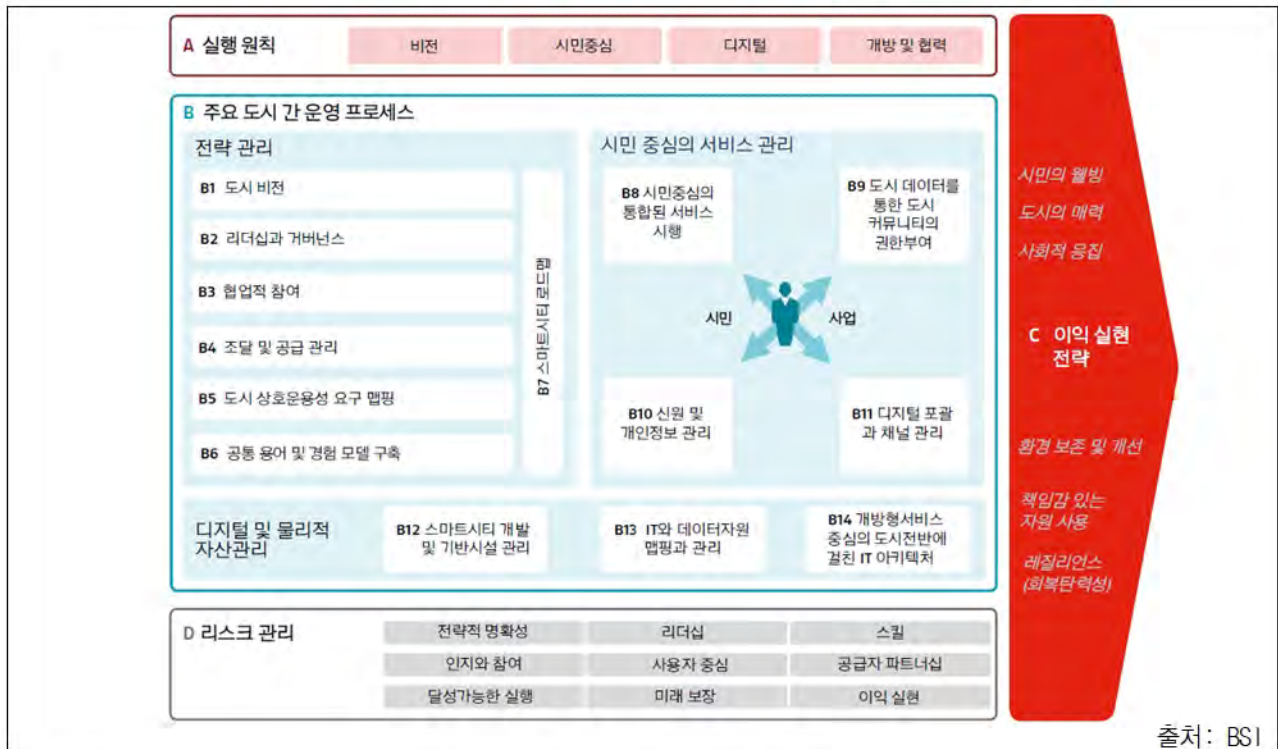 A 실행 원칙
비전
시민중심
디지털
개방 및 협력
B 주요 도시 간 운영 프로세스
전략 관리
B1 도시 비전
B2 리더십과 거버넌스
B3 협업적 참여
B4 조달 및 공급 관리
B5 도시 상호운용성 요구 맵핑
B6 공통 용어 및 경험 모델 구축
B7 스마트시티 로드맵
시민 중심의 서비스 관리
B8 시민중심의
통합된 서비스
시행
B9 도시 데이터를
통한 도시
커뮤니티의
권한부여
시민
사업
B10 신원 및
개인정보 관리
B11 디지털 포괄
과 채널 관리
디지털 및 물리적
자산관리
B12 스마트시티 개발
및 기반시설 관리
B13 IT와 데이터자원
맵핑과 관리
B14 개방형서비스
중심의 도시전반에
걸친 IT 아키텍처
C 이익 실현
전략
시민의 웰빙
도시의 매력
사회적 응집
환경 보존 및 개선
책임감 있는
자원 사용
레질리언스
(회복탄력성)
D 리스크 관리
전략적 명확성
리더십
스킬
인지와 참여
사용자 중심
공급자 파트너십
달성가능한 실행
미래 보장
이익 실현
출처: BSI